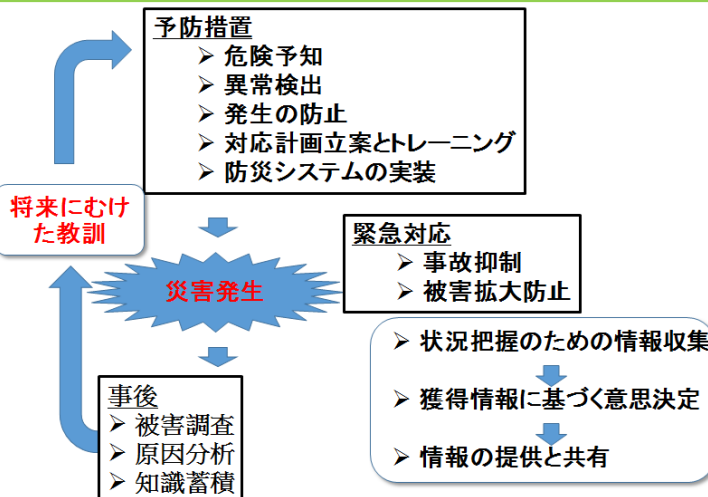 予防措置
➢ 危険予知
➢ 異常検出
➢ 発生の防止
➢ 対応計画立案とトレーニング
➢ 防災システムの実装
将来にむけ
た教訓
災害発生
緊急対応
➢ 事故抑制
➢ 被害拡大防止
➢ 状況把握のための情報収集
➢ 獲得情報に基づく意思決定
➢ 情報の提供と共有
事後
➢ 被害調査
➢ 原因分析
➢ 知識蓄積